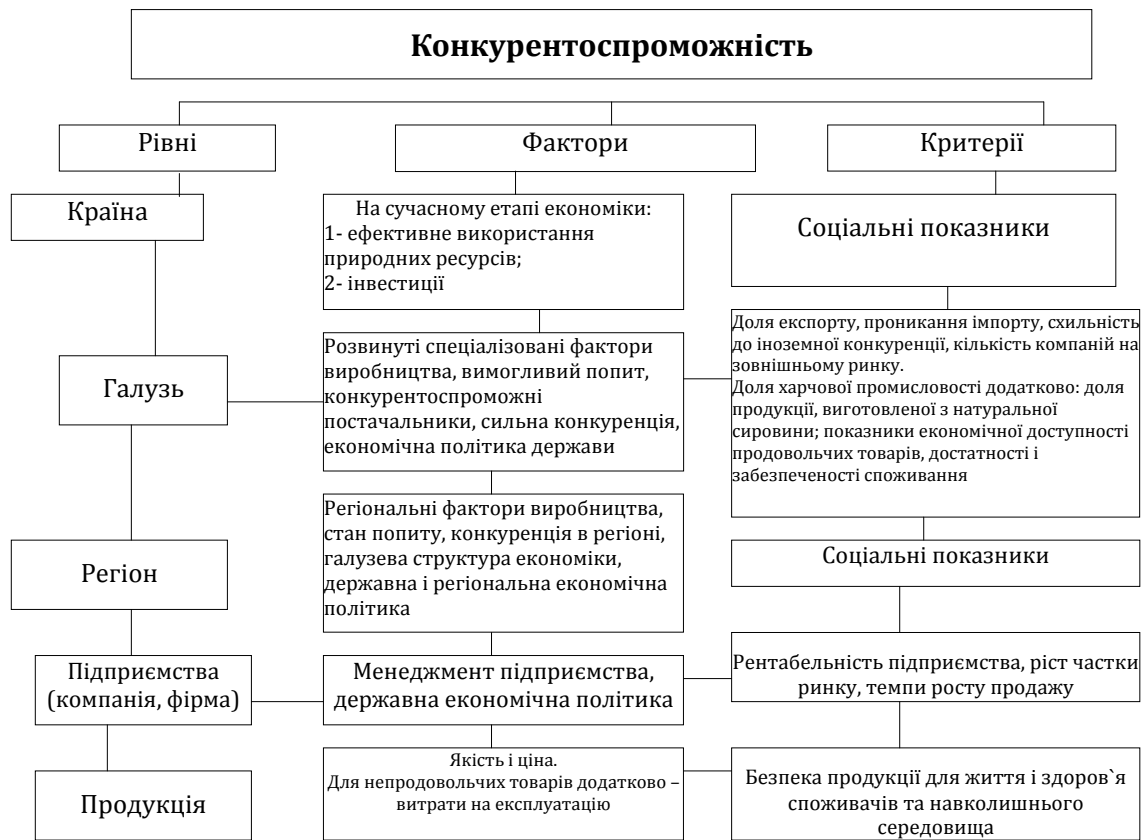 Конкурентоспроможність
Рівні
Фактори
Критерії
Країна
На сучасному етапі економіки:
1- ефективне використання
природних ресурсів;
2- інвестиції
Соціальні показники
Галузь
Розвинуті спеціалізовані фактори
виробництва, вимогливий попит,
конкурентоспроможні
постачальники, сильна конкуренція,
економічна політика держави
Доля експорту, проникання імпорту, схильність
до іноземної конкуренції, кількість компаній на
зовнішньому ринку.
Доля харчової промисловості додатково: доля
продукції, виготовленої з натуральної
сировини; показники економічної доступності
продовольчих товарів, достатності і
забезпеченості споживання
Регіон
Регіональні фактори виробництва,
стан попиту, конкуренція в регіоні,
галузева структура економіки,
державна і регіональна економічна
політика
Соціальні показники
Підприємства
(компанія, фірма)
Менеджмент підприємства,
державна економічна політика
Рентабельність підприємства, ріст частки
ринку, темпи росту продажу
Продукція
Якість і ціна.
Для непродовольчих товарів додатково –
витрати на експлуатацію
Безпека продукції для життя і здоров`я
споживачів та навколишнього
середовища